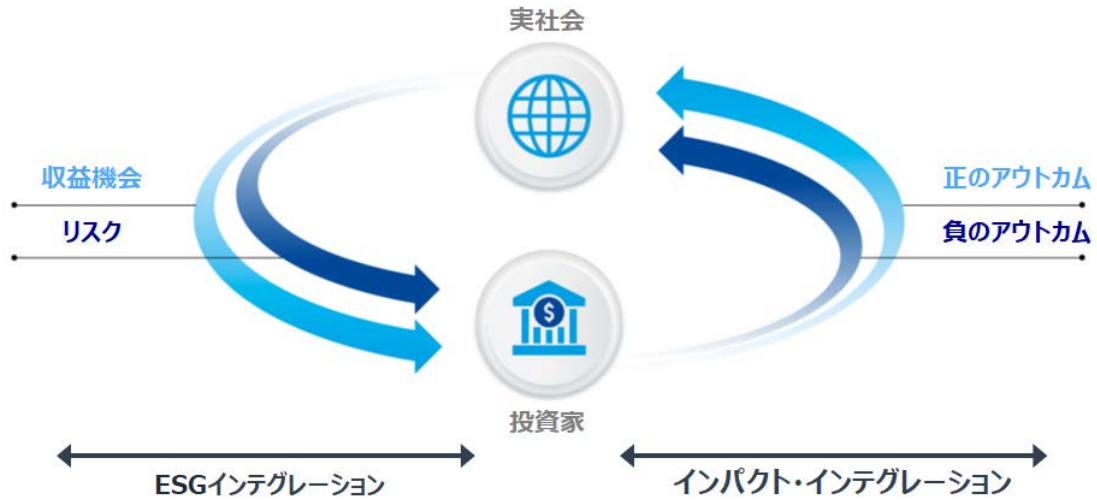 実社会
収益機会
リスク
正のアウトカム
負のアウトカム
$
投資家
ESGインテグレーション
インパクト・インテグレーション